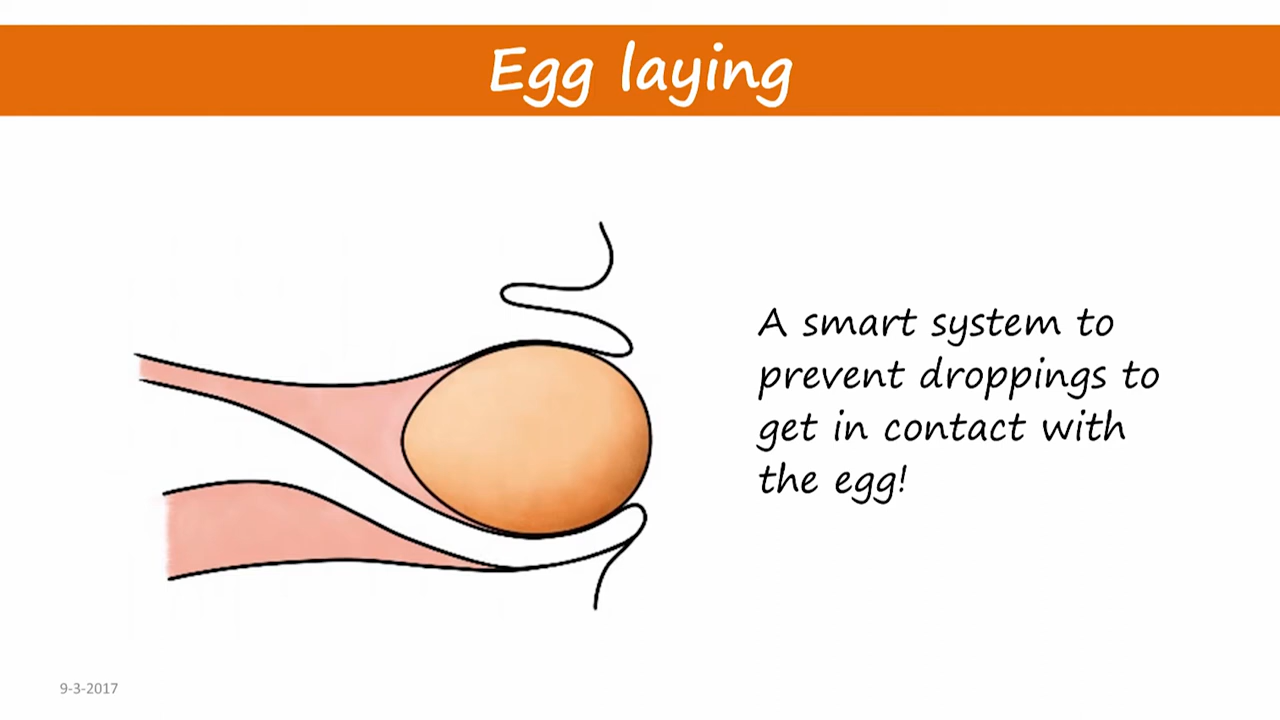 Egg laying
A smart system to
prevent droppings to
get in contact with
the egg!
9-3-2017